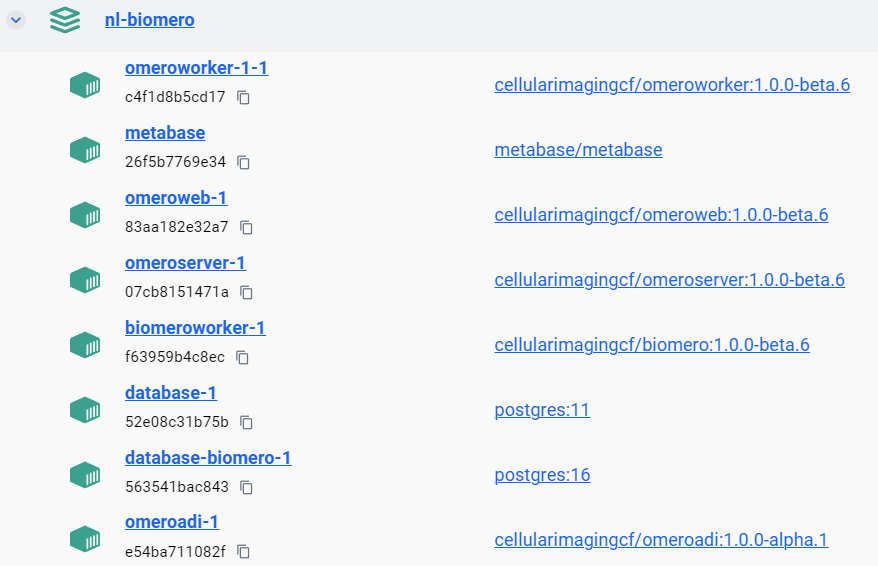 nl-biomero
omeroworker-1-1
c4f1d8b5cd17
cellularimagingcf/omeroworker:1.0.0-beta.6
metabase
26f5b7769e34
metabase/metabase
omeroweb-1
83aa182e32a7
cellularimagingcf/omeroweb:1.0.0-beta.6
omeroserver-1
07cb8151471a
cellularimagingcf/omeroserver:1.0.0-beta.6
biomeroworker-1
f63959b4c8ec
cellularimagingcf/biomero:1.0.0-beta.6
database-1
52e08c31b75b
postgres:11
database-biomero-1
563541bac843
postgres:16
omeroadi-1
e54ba711082f
cellularimagingcf/omeroadi:1.0.0-alpha.1